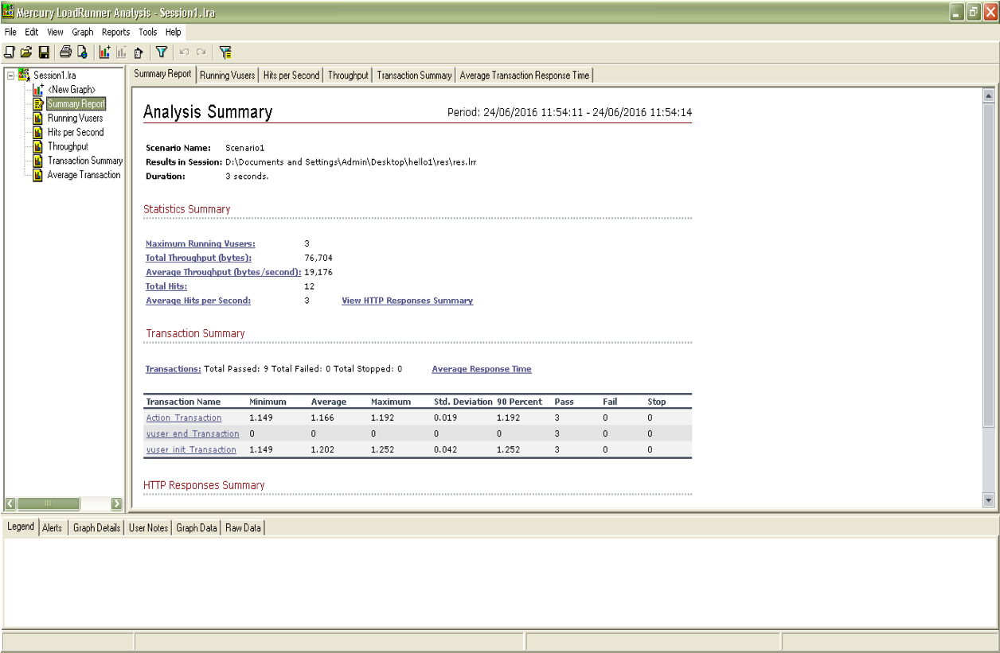 Mercury LoadRunner Analysis - Session1.lra
File Edit View Graph Reports Tools Help
Session1.lra
<New Graph>
Summary Report
Running Vusers
Hits per Second
Throughput
Transaction Summary
Average Transaction
Summary Report Running Vusers Hits per Second Throughput Transaction Summary Average Transaction Response Time
Analysis Summary Period: 24/06/2016 11:54:11 - 24/06/2016 11:54:14
Scenario Name: Scenario1
Results in Session: D:\Documents and Settings\Admin\Desktop\hello1\res\res.lrr
Duration: 3 seconds.
Statistics Summary
Maximum Running Vusers: 3
Total Throughput (bytes): 76,704
Average Throughput (bytes/second): 19,176
Total Hits: 12
Average Hits per Second: 3 View HTTP Responses Summary
Transaction Summary
Transactions: Total Passed: 9 Total Failed: 0 Total Stopped: 0 Average Response Time
Transaction Name Minimum Average Maximum Std. Deviation 90 Percent Pass Fail Stop
Action_Transaction 1.149 1.166 1.192 0.019 1.192 3 0 0
vuser_end_Transaction 0 0 0 0 0 3 0 0
vuser_init_Transaction 1.149 1.202 1.252 0.042 1.252 3 0 0
HTTP Responses Summary
Legend Alerts Graph Details User Notes Graph Data Raw Data